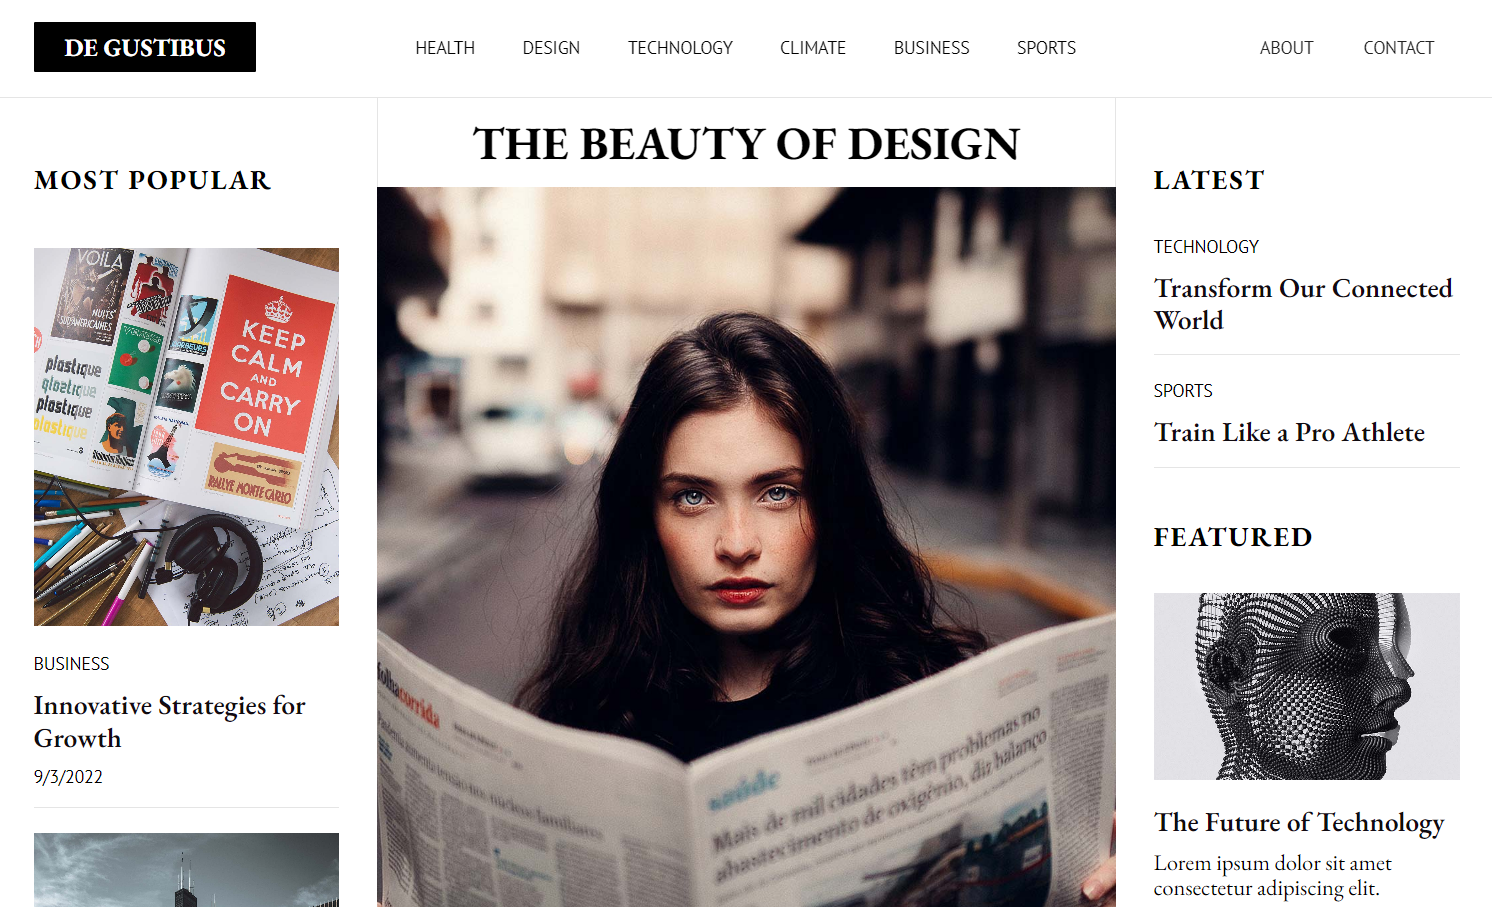 DE GUSTIBUS
HEALTH
DESIGN
TECHNOLOGY
CLIMATE
BUSINESS
SPORTS
ABOUT
CONTACT
MOST POPULAR
VOILA
NUITS
SUDAMERICAINES
plastique
plastique
plastique
plastique
KEEP
CALM
AND
CARRY
ON
RALLYE MONTE CARLO
BUSINESS
Innovative Strategies for
Growth
9/3/2022
THE BEAUTY OF DESIGN
folhacorrida
saúde
Mais de mil cidades têm problemas no
abastecimento de oxigênio, diz balanço
LATEST
TECHNOLOGY
Transform Our Connected
World
SPORTS
Train Like a Pro Athlete
FEATURED
The Future of Technology
Lorem ipsum dolor sit amet
consectetur adipiscing elit.